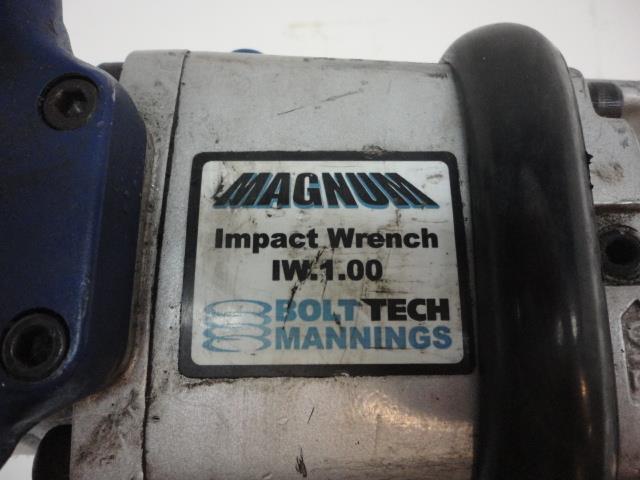 MAGNUM
Impact Wrench
IW.1.00
BOLT TECH
MANNINGS